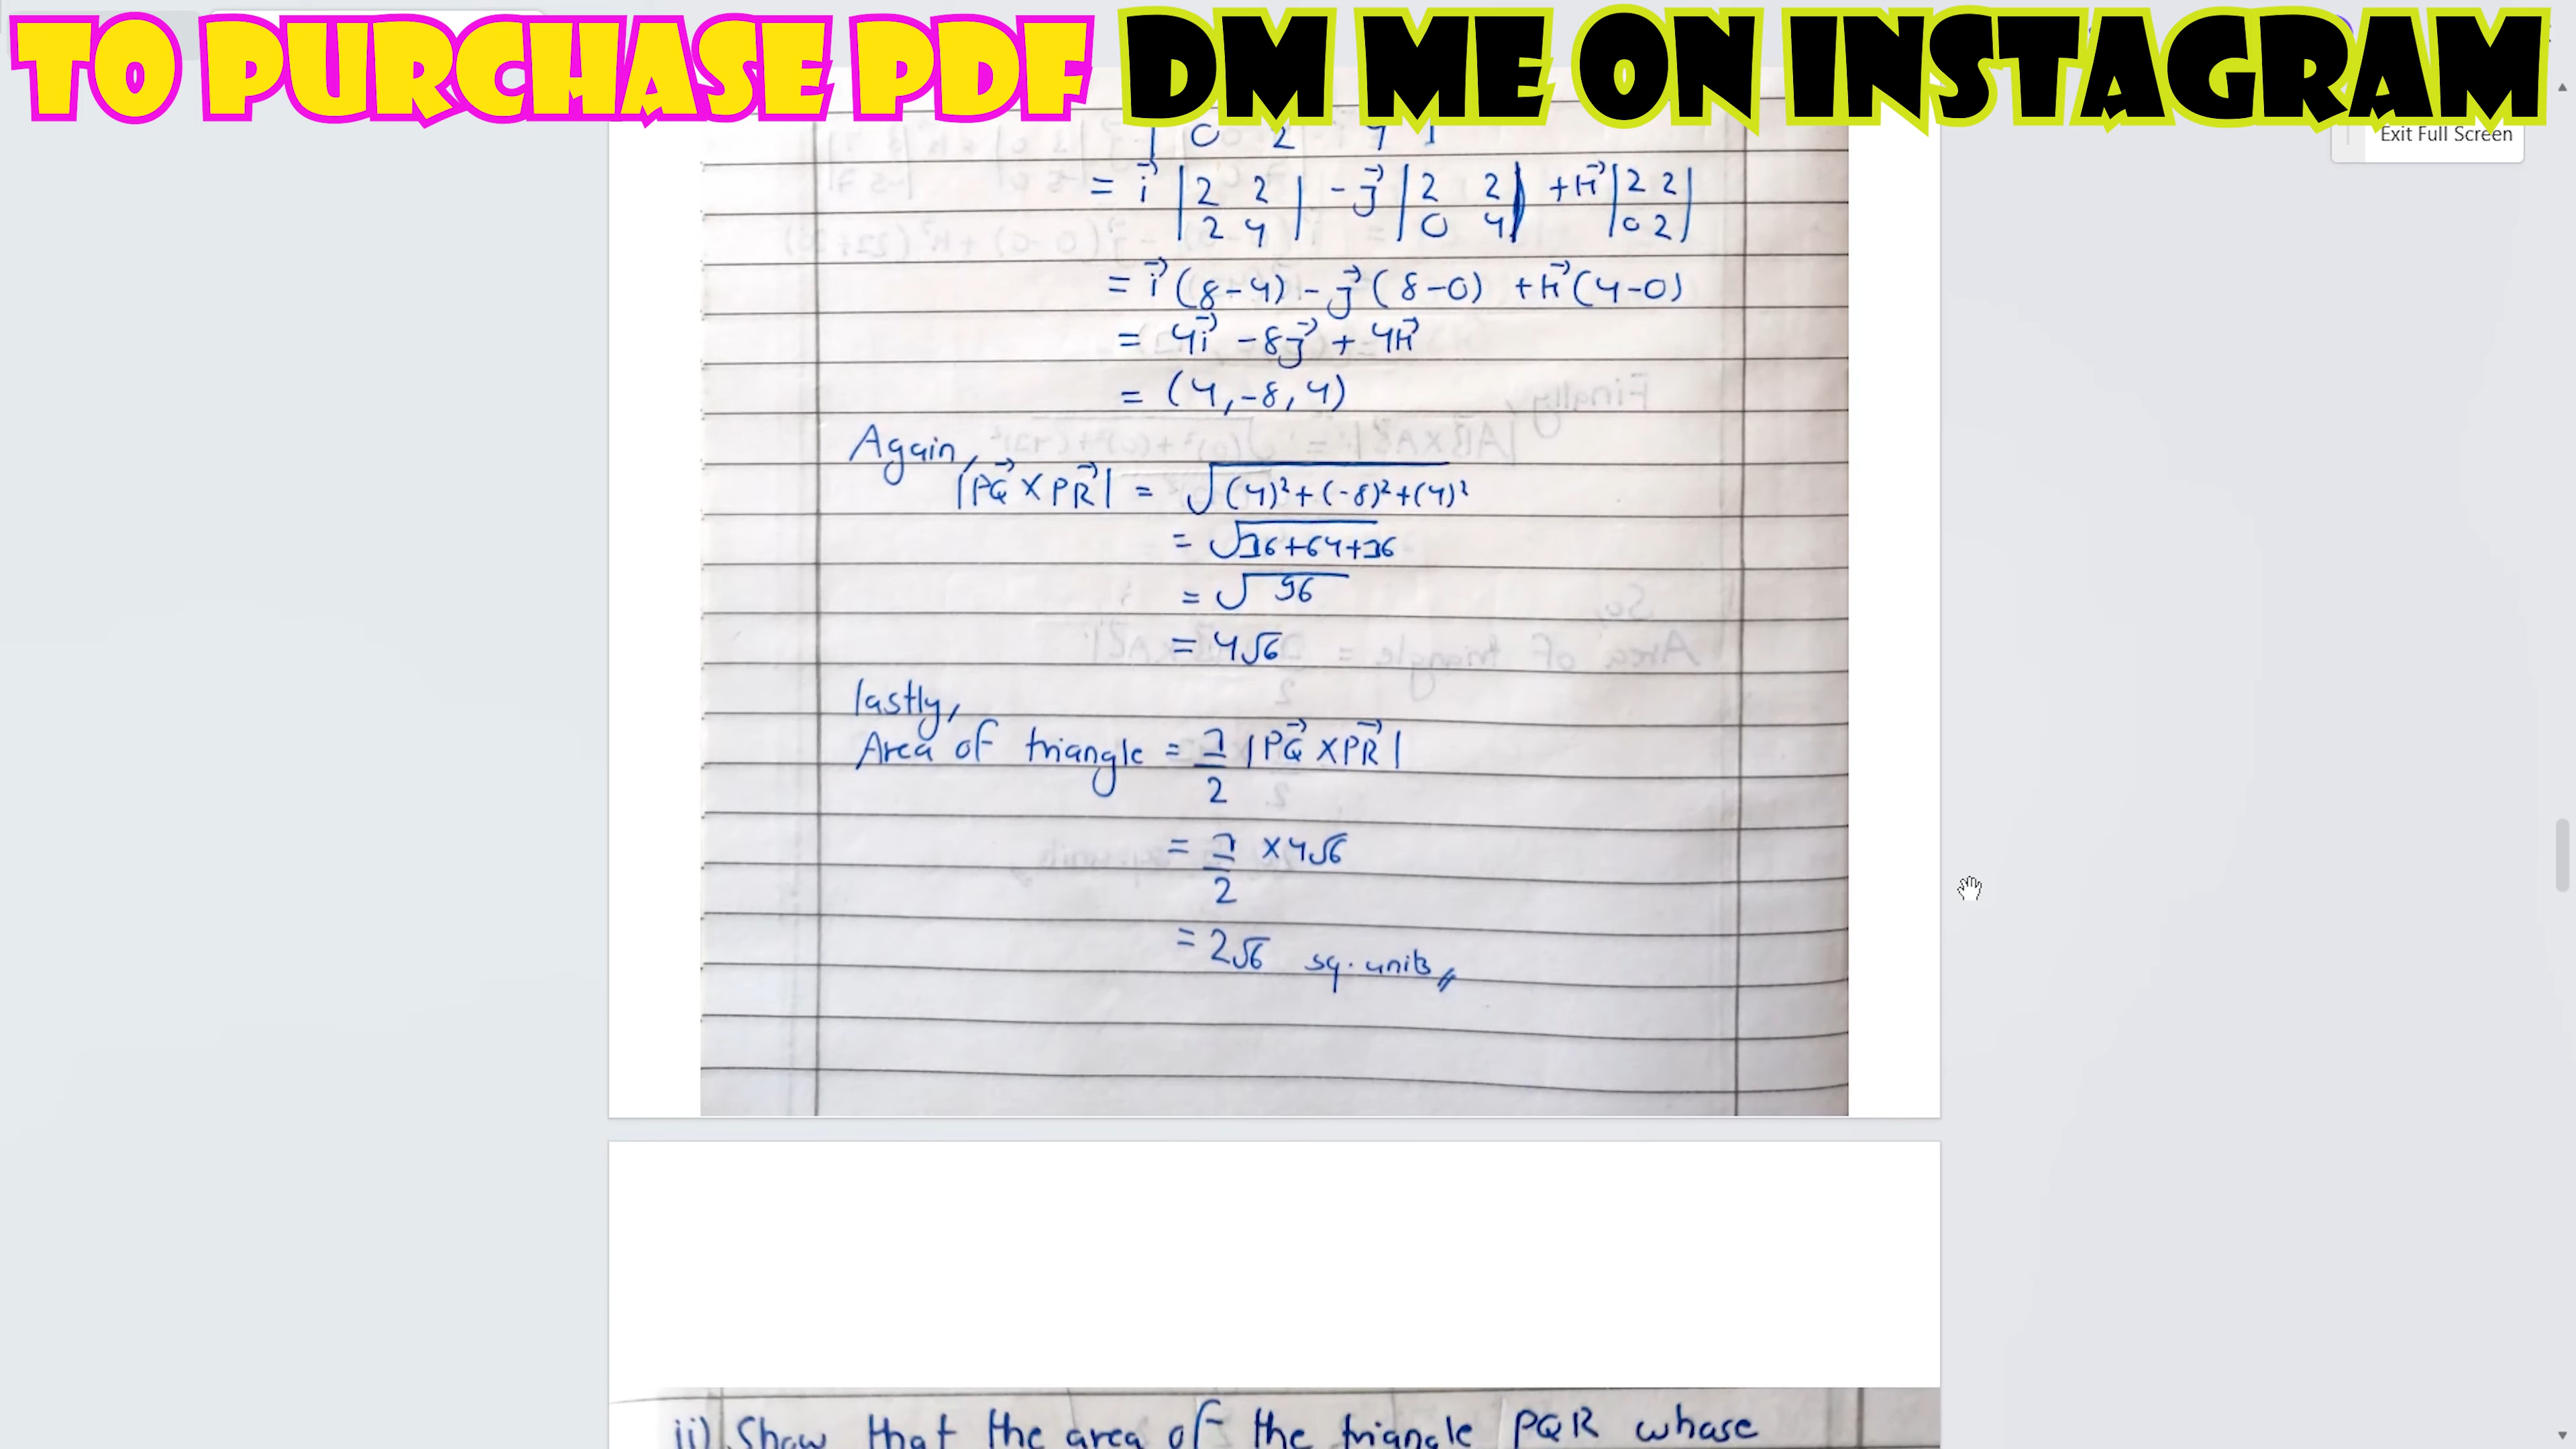 TO PURCHASE PDF DM ME ON INSTAGRAM
Exit Full Screen
| 0 2 4 |
= i⃗ |2 2| - j⃗ |2 2| + k⃗ |2 2|
|2 4| |0 4| |0 2|
= i⃗ (8-4) - j⃗ (8-0) + k⃗ (4-0)
= 4i⃗ - 8j⃗ + 4k⃗
= (4, -8, 4)
Again,
|PQ⃗ × PR⃗| = √(4)² + (-8)² + (4)²
= √16+64+16
= √96
= 4√6
lastly,
Area of triangle = 1/2 |PQ⃗ × PR⃗|
= 1/2 × 4√6
= 2√6 sq. units
ii) Show that the area of the triangle PQR whose